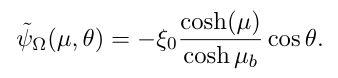 $\tilde{\psi}_{\Omega}(\mu, \theta) = -\xi_0 \frac{\cosh(\mu)}{\cosh \mu_b} \cos \theta.$